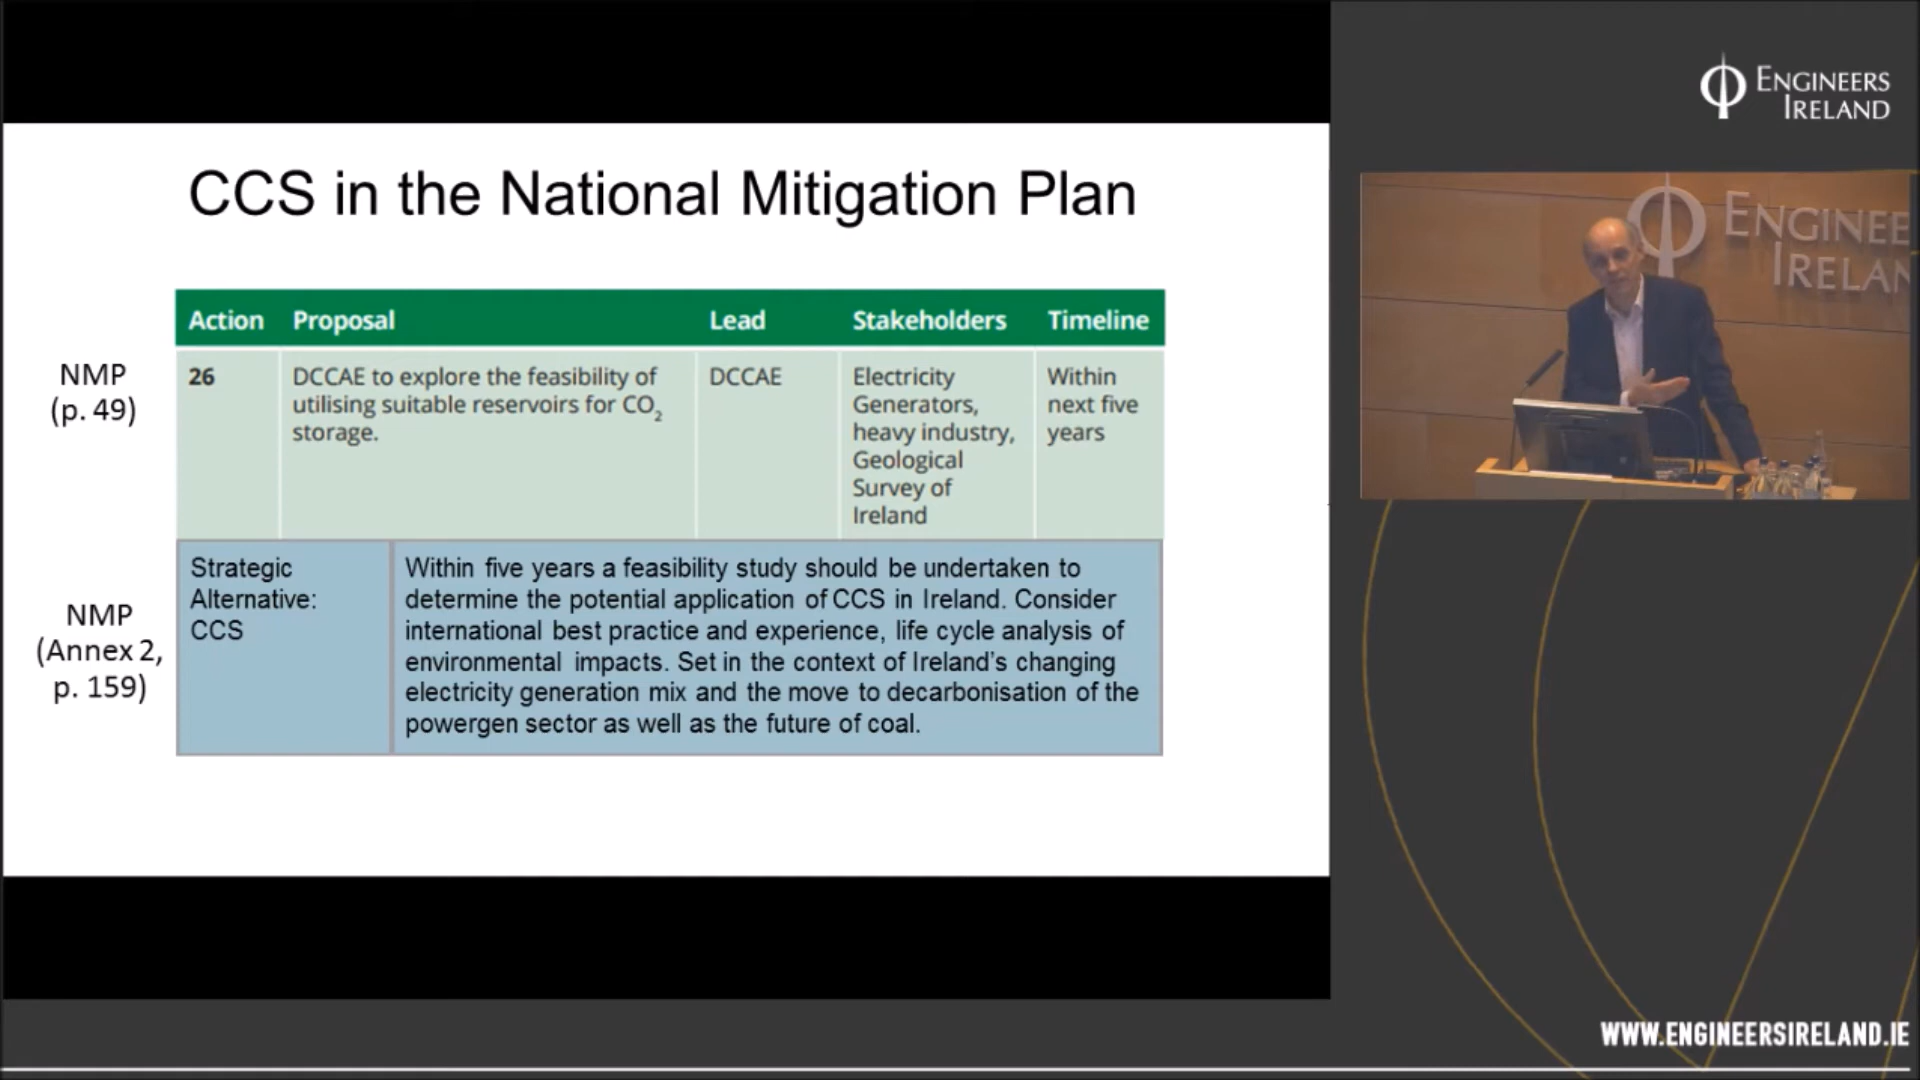 ENGINEERS
IRELAND
CCS in the National Mitigation Plan
Action Proposal Lead Stakeholders Timeline
NMP
(p. 49)
26
DCCAE to explore the feasibility of
utilising suitable reservoirs for CO2
storage.
DCCAE
Electricity
Generators,
heavy industry,
Geological
Survey of
Ireland
Within
next five
years
NMP
(Annex 2,
p. 159)
Strategic
Alternative:
CCS
Within five years a feasibility study should be undertaken to
determine the potential application of CCS in Ireland. Consider
international best practice and experience, life cycle analysis of
environmental impacts. Set in the context of Ireland's changing
electricity generation mix and the move to decarbonisation of the
powergen sector as well as the future of coal.
ENGINEE
IRELAN
WWW.ENGINEERSIRELAND.IE